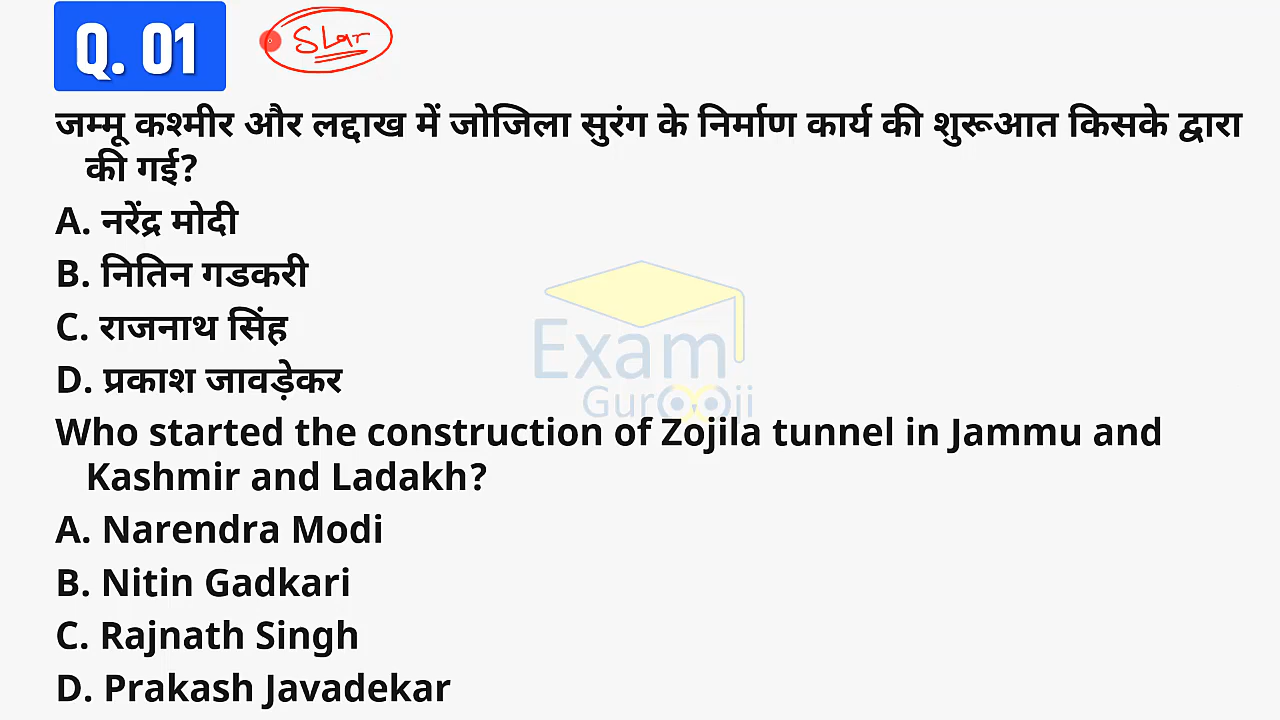 Q. 01
Star
जम्मू कश्मीर और लद्दाख में जोजिला सुरंग के निर्माण कार्य की शुरूआत किसके द्वारा
की गई?
A. नरेंद्र मोदी
B. नितिन गडकरी
C. राजनाथ सिंह
D. प्रकाश जावड़ेकर
Exam
Gurooji
Who started the construction of Zojila tunnel in Jammu and
Kashmir and Ladakh?
A. Narendra Modi
B. Nitin Gadkari
C. Rajnath Singh
D. Prakash Javadekar